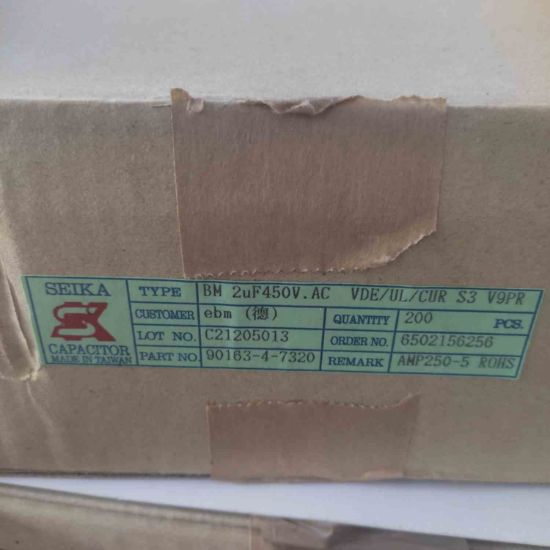 SEIKA
SK
CAPACITOR
MADE IN TAIWAN
TYPE BM 2uF450V.AC VDE/UL/CUR S3 V9PR
CUSTOMER ebm (德) QUANTITY 200 PCS.
LOT NO. C21205013 ORDER NO. 6502156256
PART NO. 90163-4-7320 REMARK AMP250-5 ROHS